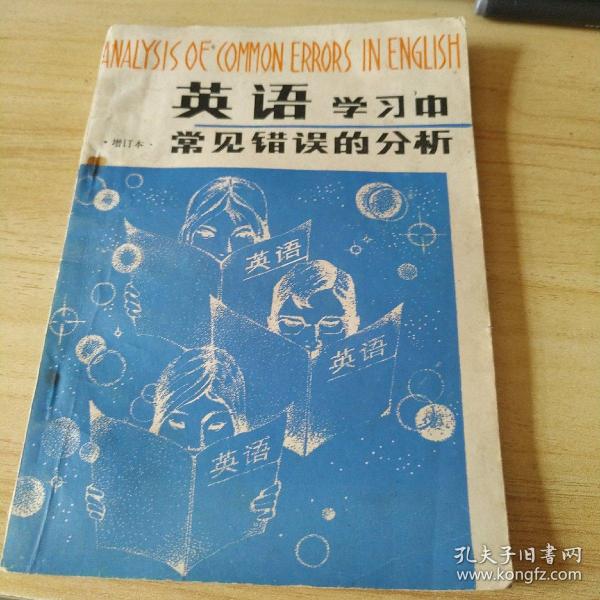 ANALYSIS OF COMMON ERRORS IN ENGLISH
英语 学习中
·增订本· 常见错误的分析
英语
英语
英语
孔夫子旧书网
www.kongfz.com